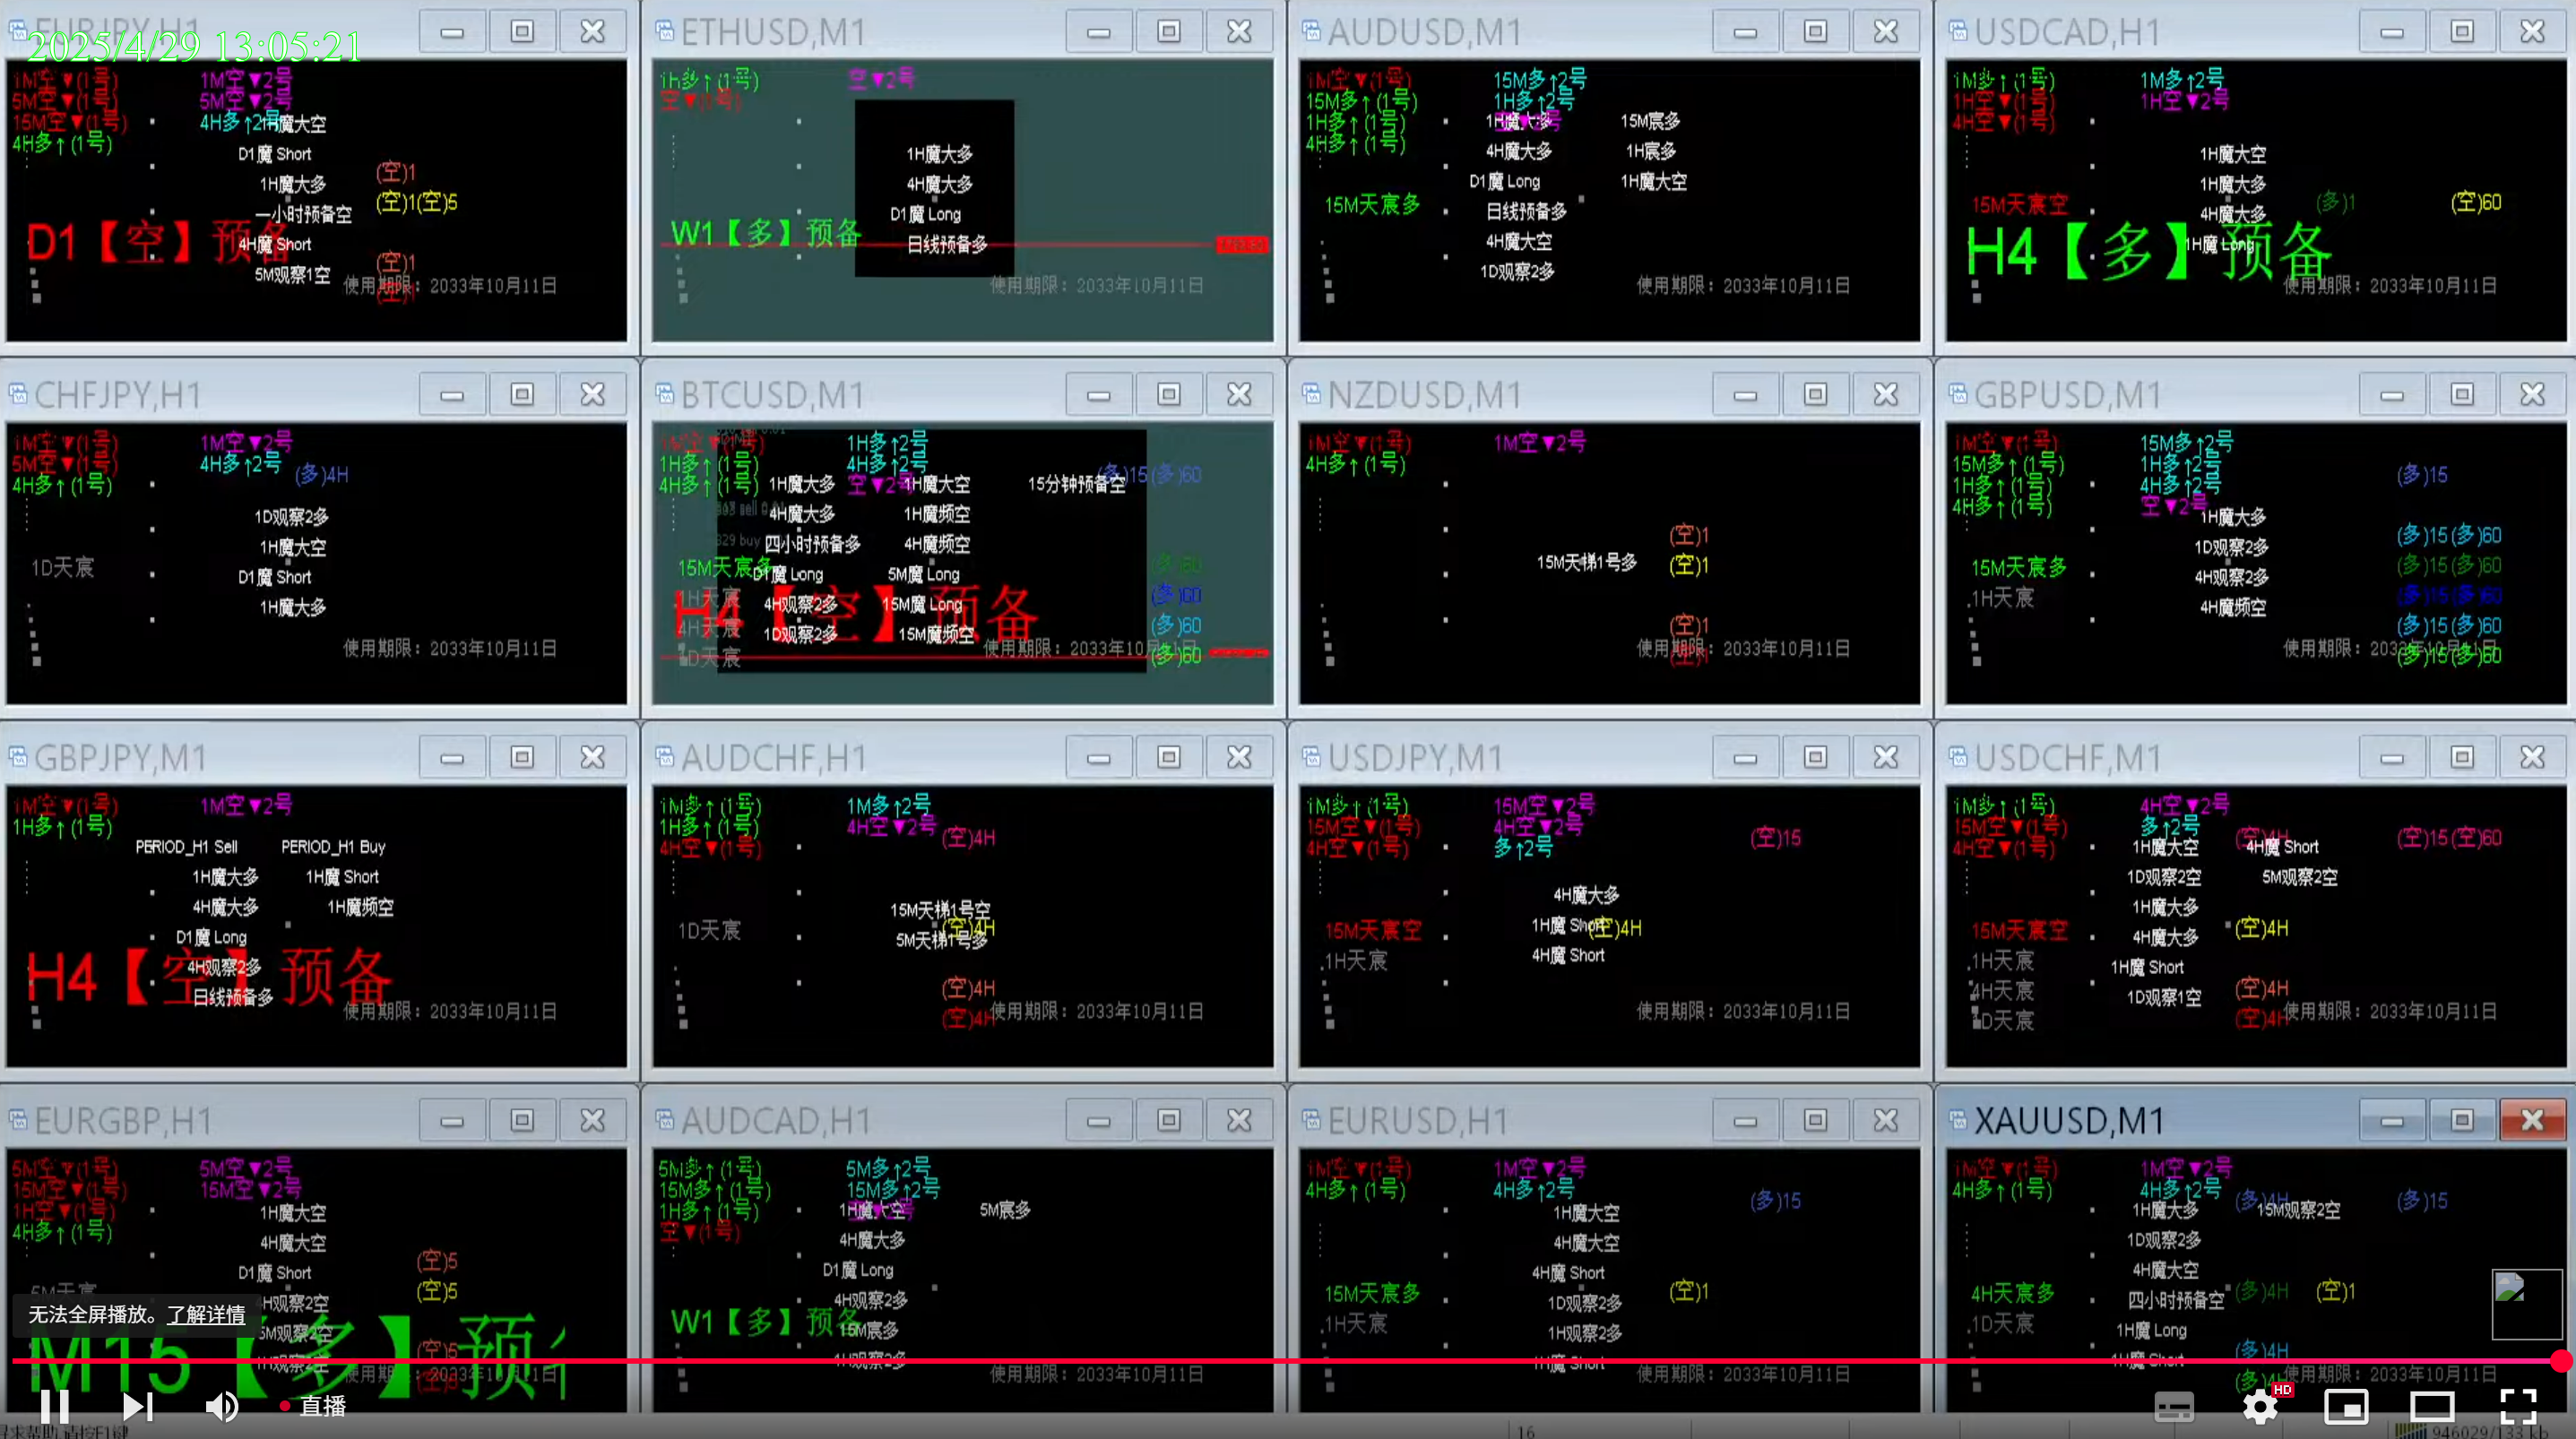 EURJPY,H1
2025/4/29 13:05:21
1M空▼(1号)
1M空▼2号
5M空▼(1号)
5M空▼2号
15M空▼(1号)
4H多↑2号
1H魔大空
4H多↑(1号)
D1魔 Short
(空)1
1H魔大多
(空)1(空)5
一小时预备空
D1【空】预备
4H魔 Short
(空)1
5M观察1空
使用期限：2033年10月11日
ETHUSD,M1
1h多↑(1号)
空▼2号
空▼(1号)
1H魔大多
4H魔大多
D1魔 Long
W1【多】预备
日线预备多
使用期限：2033年10月11日
AUDUSD,M1
1M空▼(1号)
15M多↑2号
15M多↑(1号)
1H多↑2号
1H多↑(1号)
1H魔大多
15M宸多
4H多↑(1号)
4H魔大多
1H宸多
D1魔 Long
1H魔大空
15M天宸多
日线预备多
4H魔大空
1D观察2多
使用期限：2033年10月11日
USDCAD,H1
1M多↑(1号)
1M多↑2号
1H空▼(1号)
1H空▼2号
4H空▼(1号)
1H魔大空
1H魔大多
15M天宸空
4H魔大多
(多)1
(空)60
H4【多】预备
1H魔 Long
使用期限：2033年10月11日
CHFJPY,H1
1M空▼(1号)
1M空▼2号
5M空▼(1号)
4H多↑2号
(多)4H
4H多↑(1号)
1D观察2多
1H魔大空
1D天宸
D1魔 Short
1H魔大多
使用期限：2033年10月11日
BTCUSD,M1
1M空▼(1号)
1H多↑2号
1H多↑(1号)
4H多↑2号
(多)15(多)60
4H多↑(1号)
1H魔大多
空▼2号
1H魔大空
15分钟预备空
4H魔大多
1H魔频空
四小时预备多
4H魔频空
15M天宸多
D1魔 Long
5M魔 Long
(多)60
1H天宸
4H观察2多
15M魔 Long
(多)60
H4【空】预备
4H天宸
1D观察2多
15M魔频空
(多)60
使用期限：2033年10月11日
1D天宸
(多)60
NZDUSD,M1
1M空▼(1号)
1M空▼2号
4H多↑(1号)
(空)1
15M天梯1号多
(空)1
(空)1
使用期限：2033年10月11日
GBPUSD,M1
1M空▼(1号)
15M多↑2号
15M多↑(1号)
1H多↑2号
(多)15
1H多↑(1号)
4H多↑2号
4H多↑(1号)
空▼2号
1H魔大多
1D观察2多
(多)15(多)60
15M天宸多
4H观察2多
(多)15(多)60
1H天宸
4H魔频空
(多)15(多)60
(多)15(多)60
(多)15(多)60
GBPJPY,M1
1M空▼(1号)
1M空▼2号
1H多↑(1号)
PERIOD_H1 Sell
PERIOD_H1 Buy
1H魔大多
1H魔 Short
4H魔大多
1H魔频空
D1魔 Long
4H观察2多
H4【空】预备
日线预备多
使用期限：2033年10月11日
AUDCHF,H1
1M多↑(1号)
1M多↑2号
1H多↑(1号)
4H空▼2号
(空)4H
4H空▼(1号)
15M天梯1号空
1D天宸
(空)4H
5M天梯1号多
(空)4H
(空)4H
使用期限：2033年10月11日
USDJPY,M1
1M多↑(1号)
15M空▼2号
15M空▼(1号)
4H空▼2号
(空)15
4H空▼(1号)
多↑2号
4H魔大多
15M天宸空
1H魔 Short
(空)4H
1H天宸
4H魔 Short
使用期限：2033年10月11日
USDCHF,M1
1M多↑(1号)
4H空▼2号
15M空▼(1号)
多↑2号
(空)4H
(空)15(空)60
4H空▼(1号)
1H魔大空
4H魔 Short
1D观察2空
5M观察2空
1H魔大多
15M天宸空
4H魔大多
(空)4H
1H天宸
1H魔 Short
4H天宸
1D观察1空
(空)4H
1D天宸
(空)4H
使用期限：2033年10月11日
EURGBP,H1
5M空▼(1号)
5M空▼2号
15M空▼(1号)
15M空▼2号
1H空▼(1号)
1H魔大空
4H多↑(1号)
4H魔大空
(空)5
D1魔 Short
5M天宸
(空)5
4H观察2空
无法全屏播放。了解详情
5M观察2空
(空)5
M15【多】预
AUDCAD,H1
5M多↑(1号)
5M多↑2号
15M多↑(1号)
15M多↑2号
1H多↑(1号)
1H魔大空
5M宸多
空▼(1号)
4H魔大多
D1魔 Long
4H观察2多
W1【多】预备
15M宸多
使用期限：2033年10月11日
EURUSD,H1
1M空▼(1号)
1M空▼2号
4H多↑(1号)
4H多↑2号
(多)15
1H魔大空
4H魔大空
4H魔 Short
15M天宸多
1D观察2多
(空)1
1H天宸
1H观察2多
1H魔 Short
使用期限：2033年10月11日
XAUUSD,M1
1M空▼(1号)
1M空▼2号
4H多↑(1号)
4H多↑2号
(多)4H
(多)15
1H魔大多
15M观察2空
1D观察2多
4H魔大空
4H天宸多
四小时预备空
(多)4H
(空)1
1D天宸
1H魔 Long
(多)4H
1H魔 Short
使用期限：2033年10月11日
直播
HD
16
946029/133 kb